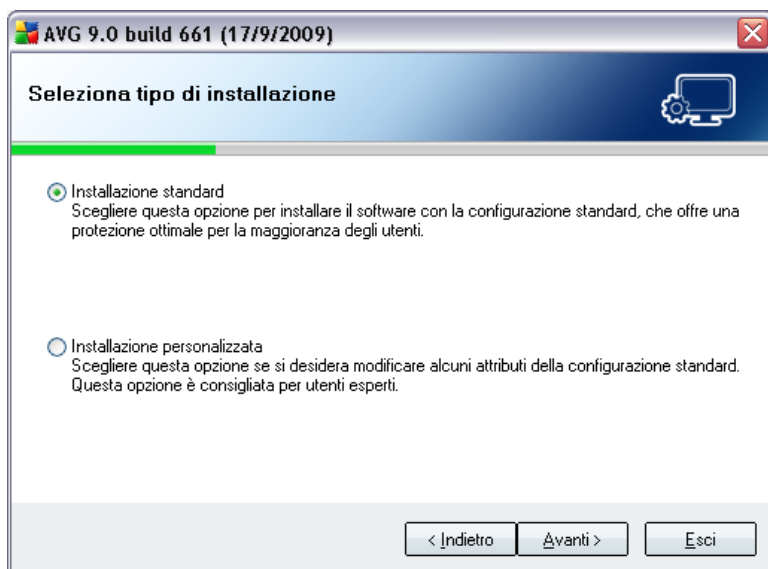 AVG 9.0 build 661 (17/9/2009)
Seleziona tipo di installazione
Installazione standard
Scegliere questa opzione per installare il software con la configurazione standard, che offre una
protezione ottimale per la maggioranza degli utenti.
Installazione personalizzata
Scegliere questa opzione se si desidera modificare alcuni attributi della configurazione standard.
Questa opzione è consigliata per utenti esperti.
< Indietro
Avanti >
Esci